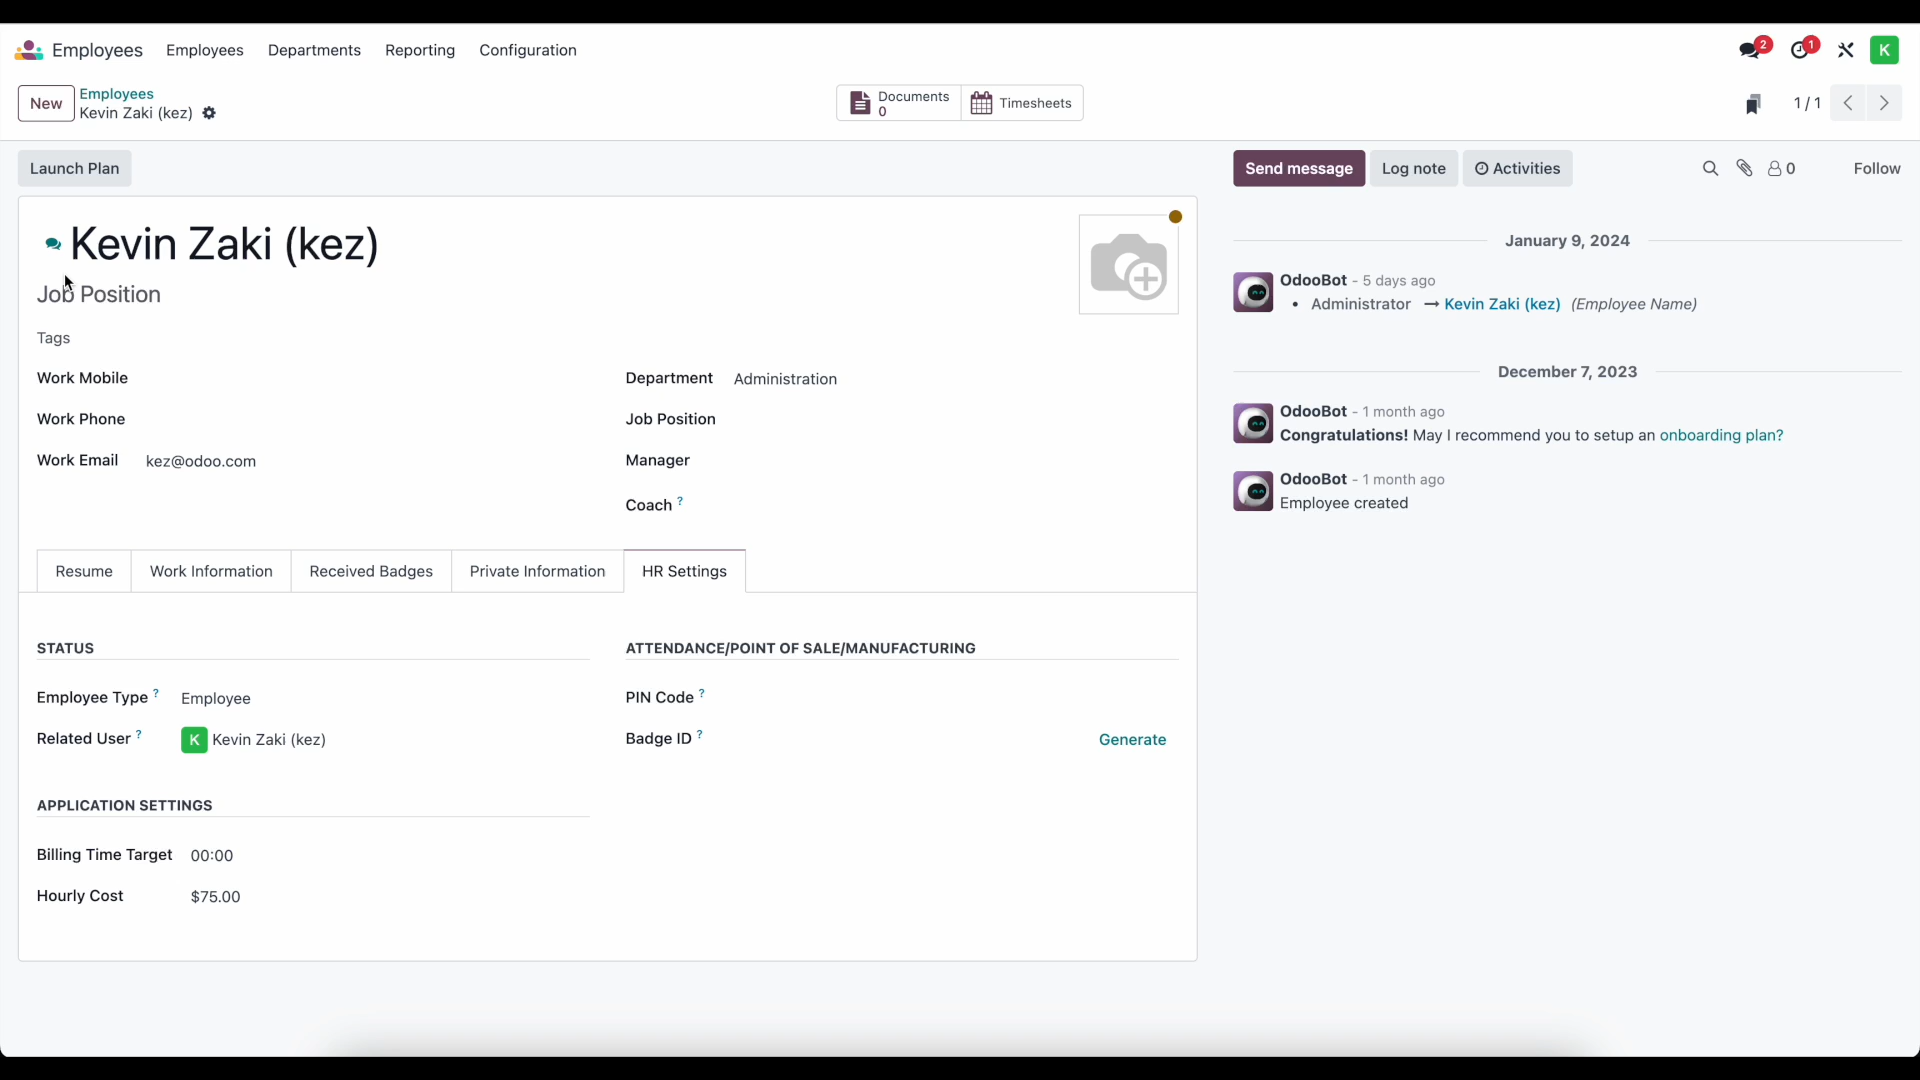 Employees Employees Departments Reporting Configuration 2 1 K
New Employees Documents 0 Timesheets 1 / 1
Kevin Zaki (kez)
Launch Plan Send message Log note Activities 0 Follow
Kevin Zaki (kez)
Job Position
Tags
Work Mobile
Work Phone
Work Email kez@odoo.com
Department Administration
Job Position
Manager
Coach ?
Resume Work Information Received Badges Private Information HR Settings
STATUS
Employee Type ? Employee
Related User ? K Kevin Zaki (kez)
APPLICATION SETTINGS
Billing Time Target 00:00
Hourly Cost $75.00
ATTENDANCE/POINT OF SALE/MANUFACTURING
PIN Code ?
Badge ID ? Generate
January 9, 2024
OdooBot - 5 days ago
• Administrator → Kevin Zaki (kez) (Employee Name)
December 7, 2023
OdooBot - 1 month ago
Congratulations! May I recommend you to setup an onboarding plan?
OdooBot - 1 month ago
Employee created